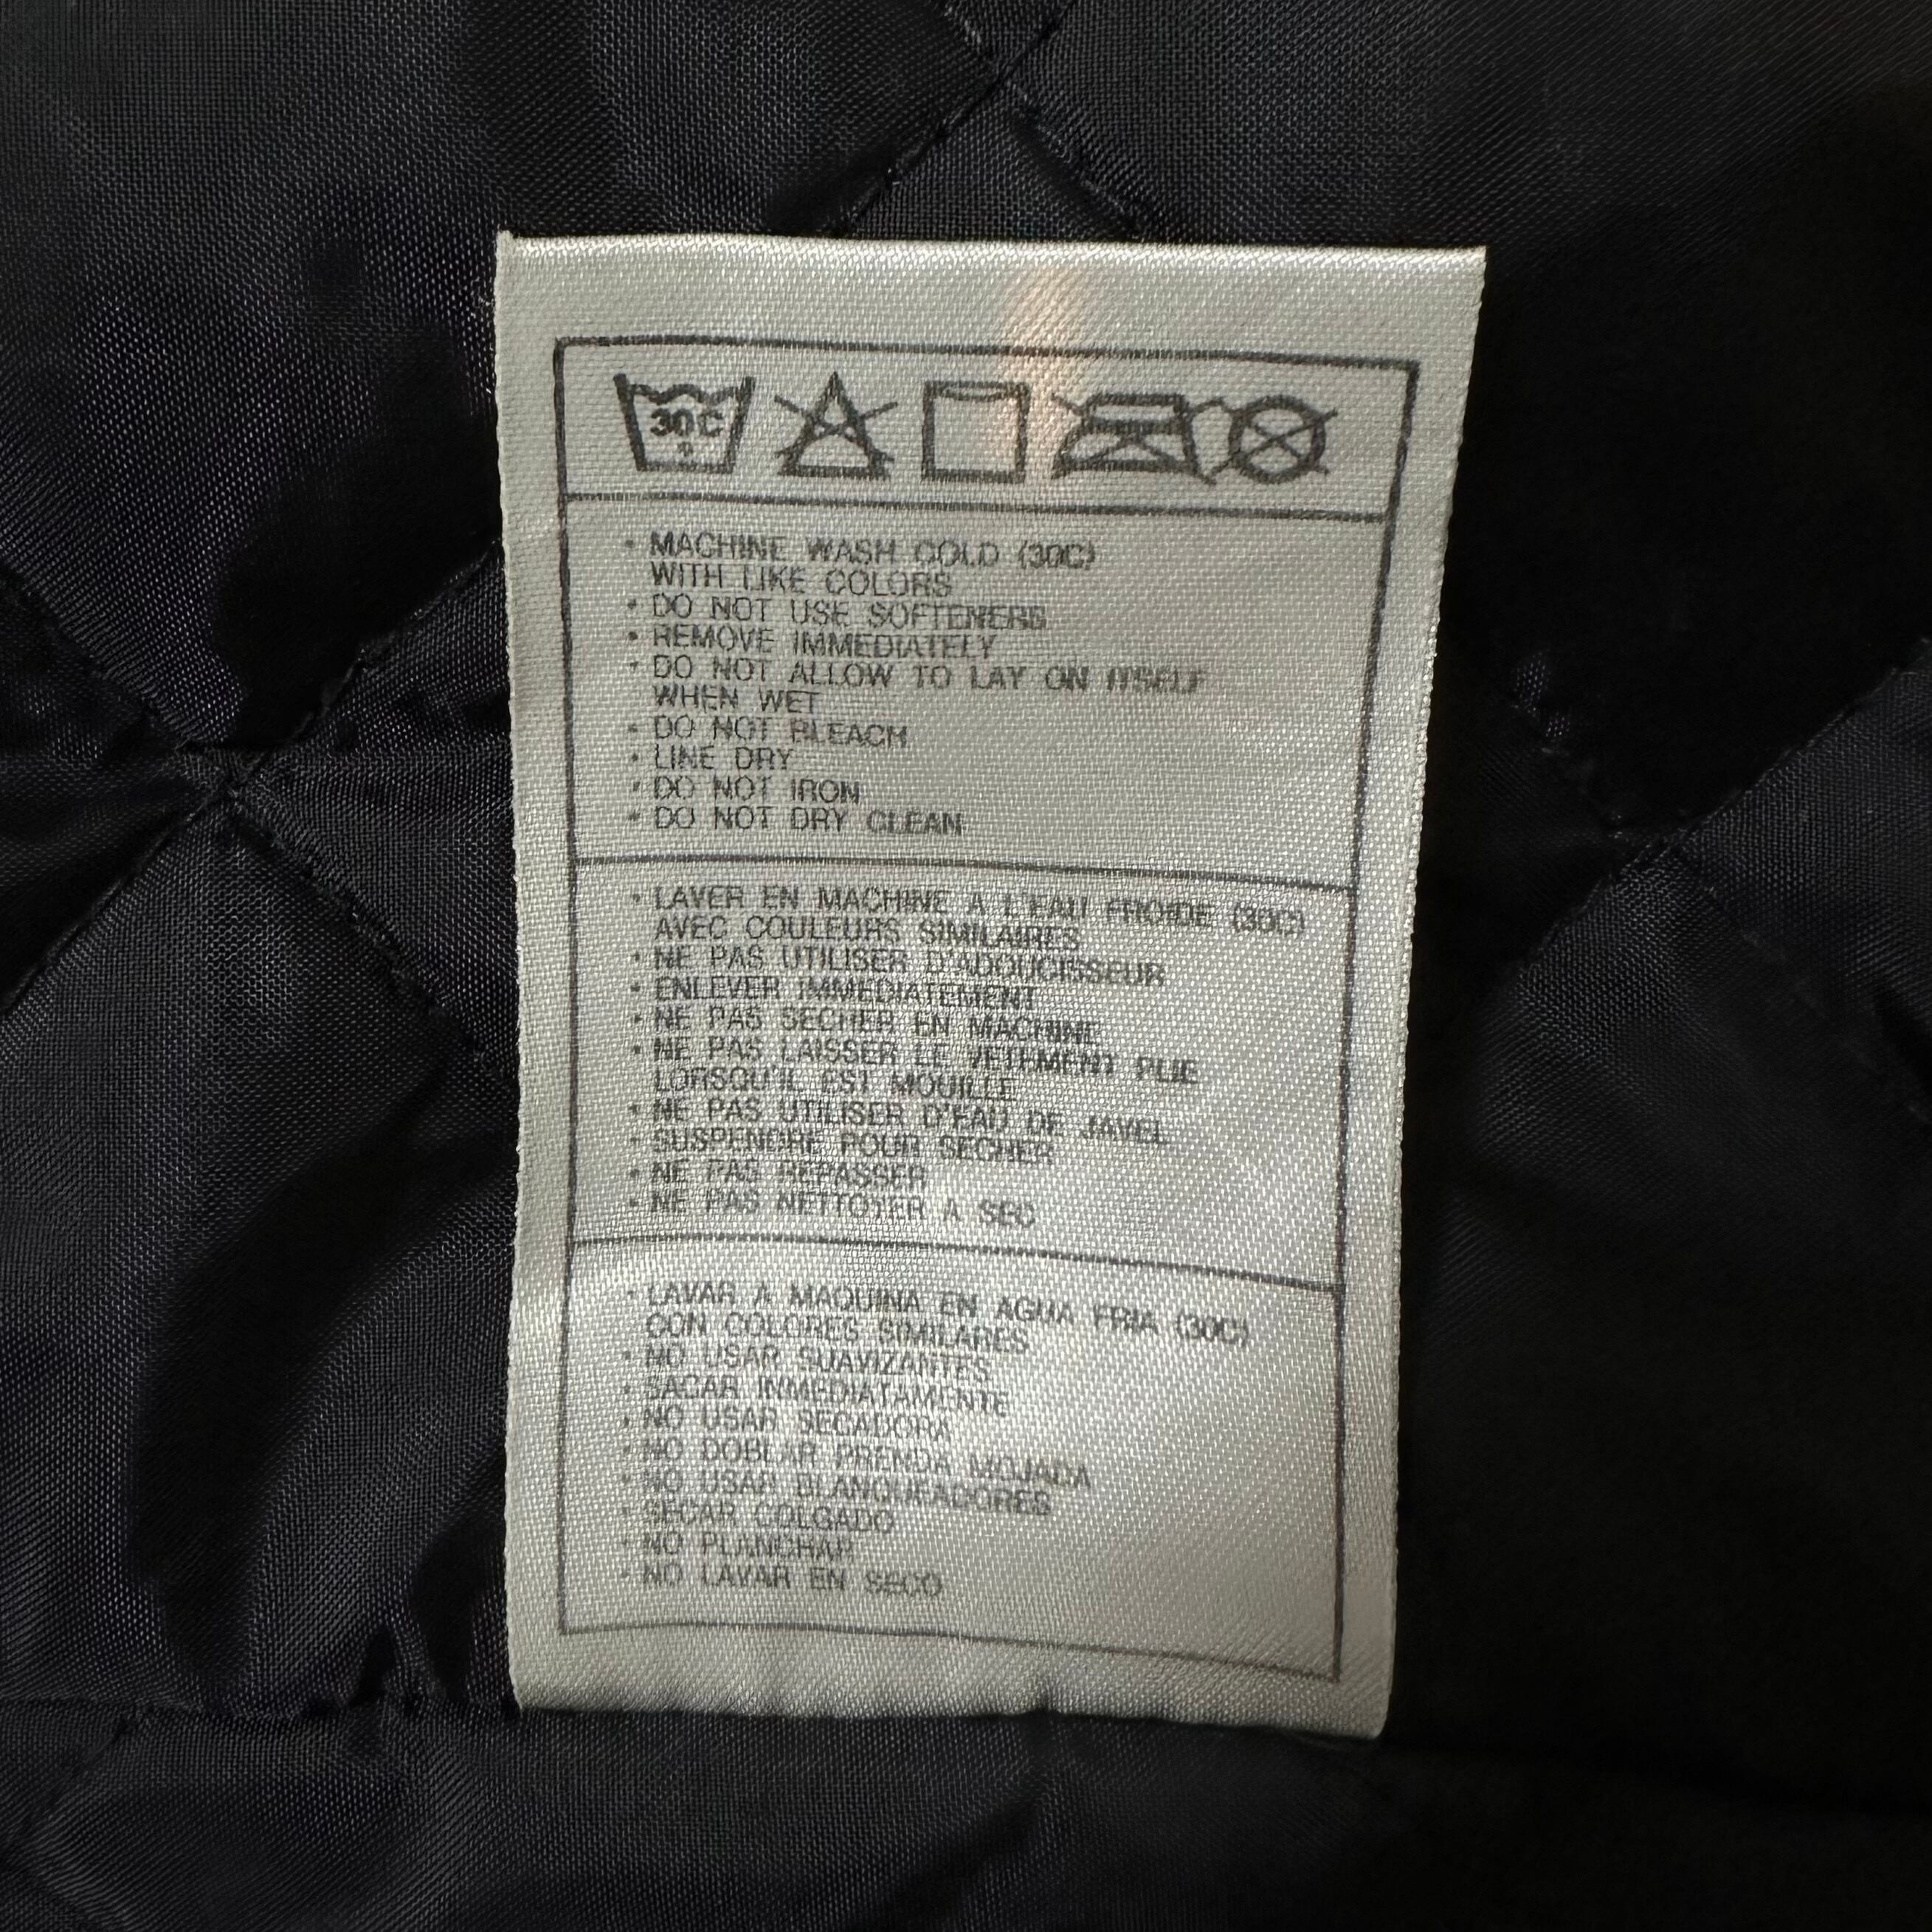 30C
• MACHINE WASH COLD (30C)
WITH LIKE COLORS
• DO NOT USE SOFTENERS
• REMOVE IMMEDIATELY
• DO NOT ALLOW TO LAY ON ITSELF
WHEN WET
• DO NOT BLEACH
• LINE DRY
• DO NOT IRON
• DO NOT DRY CLEAN
• LAVER EN MACHINE A L'EAU FROIDE (30C)
AVEC COULEURS SIMILAIRES
• NE PAS UTILISER D'ADOUCISSEUR
• ENLEVER IMMEDIATEMENT
• NE PAS SECHER EN MACHINE
• NE PAS LAISSER LE VETEMENT PLIE
LORSQU'IL EST MOUILLE
• NE PAS UTILISER D'EAU DE JAVEL
• SUSPENDRE POUR SECHER
• NE PAS REPASSER
• NE PAS NETTOYER A SEC
• LAVAR A MAQUINA EN AGUA FRIA (30C)
CON COLORES SIMILARES
• NO USAR SUAVIZANTES
• SACAR INMEDIATAMENTE
• NO USAR SECADORA
• NO DOBLAR PRENDA MOJADA
• NO USAR BLANQUEADORES
• SECAR COLGADO
• NO PLANCHAR
• NO LAVAR EN SECO